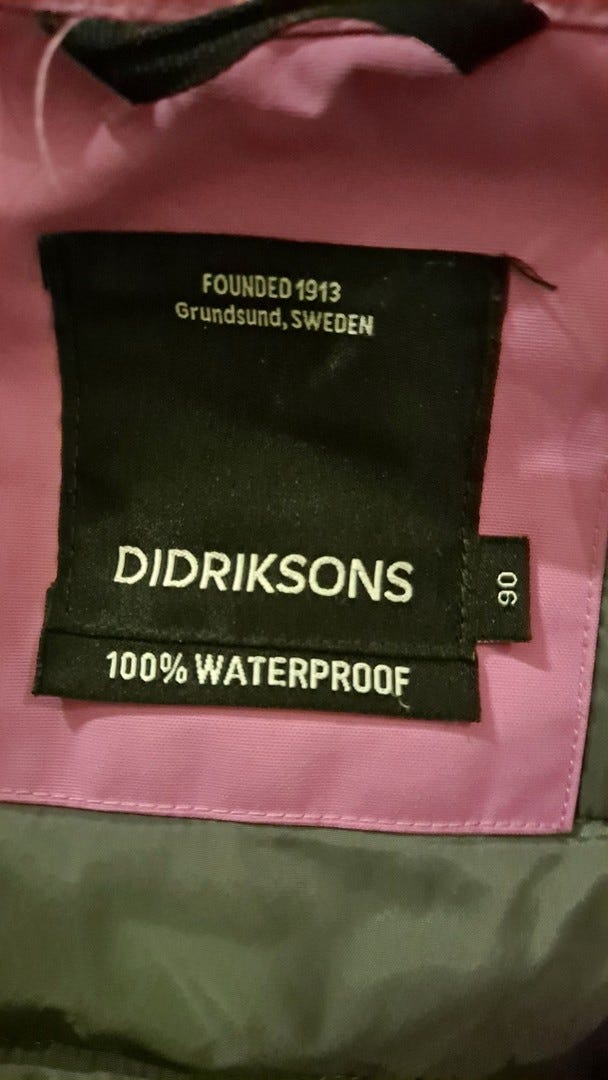 FOUNDED 1913
Grundsund, SWEDEN
DIDRIKSONS
90
100% WATERPROOF